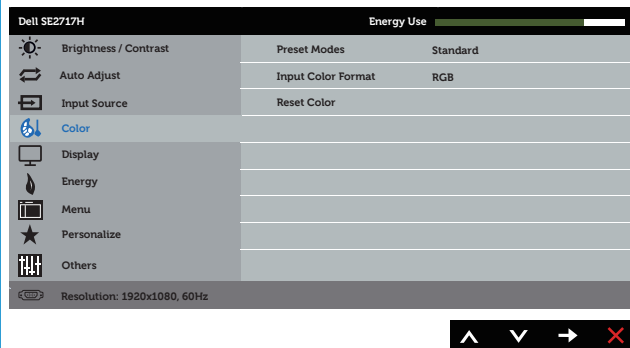 Dell SE2717H Energy Use
Brightness / Contrast Preset Modes Standard
Auto Adjust Input Color Format RGB
Input Source Reset Color
Color
Display
Energy
Menu
Personalize
Others
Resolution: 1920x1080, 60Hz